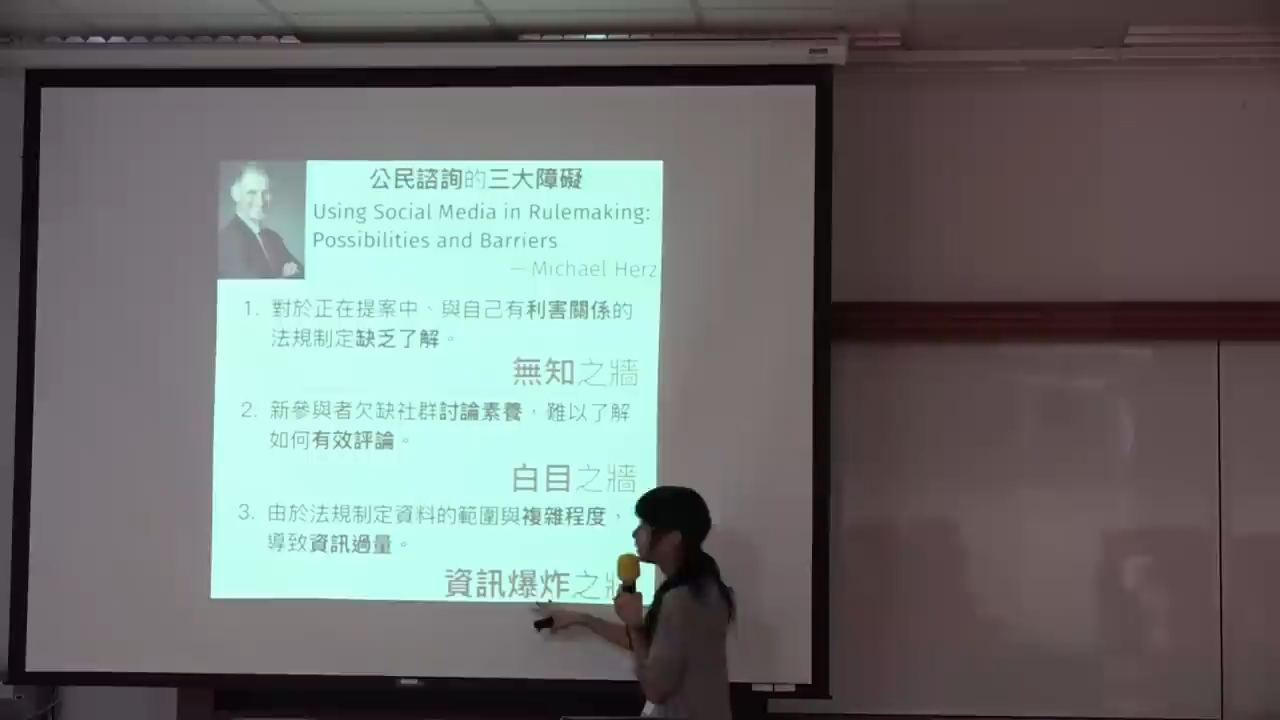 公民諮詢的三大障礙
Using Social Media in Rulemaking:
Possibilities and Barriers
—Michael Herz
1. 對於正在提案中、與自己有利害關係的
法規制定缺乏了解。
無知之牆
2. 新參與者欠缺社群討論素養，難以了解
如何有效評論。
白目之牆
3. 由於法規制定資料的範圍與複雜程度，
導致資訊過量。
資訊爆炸之